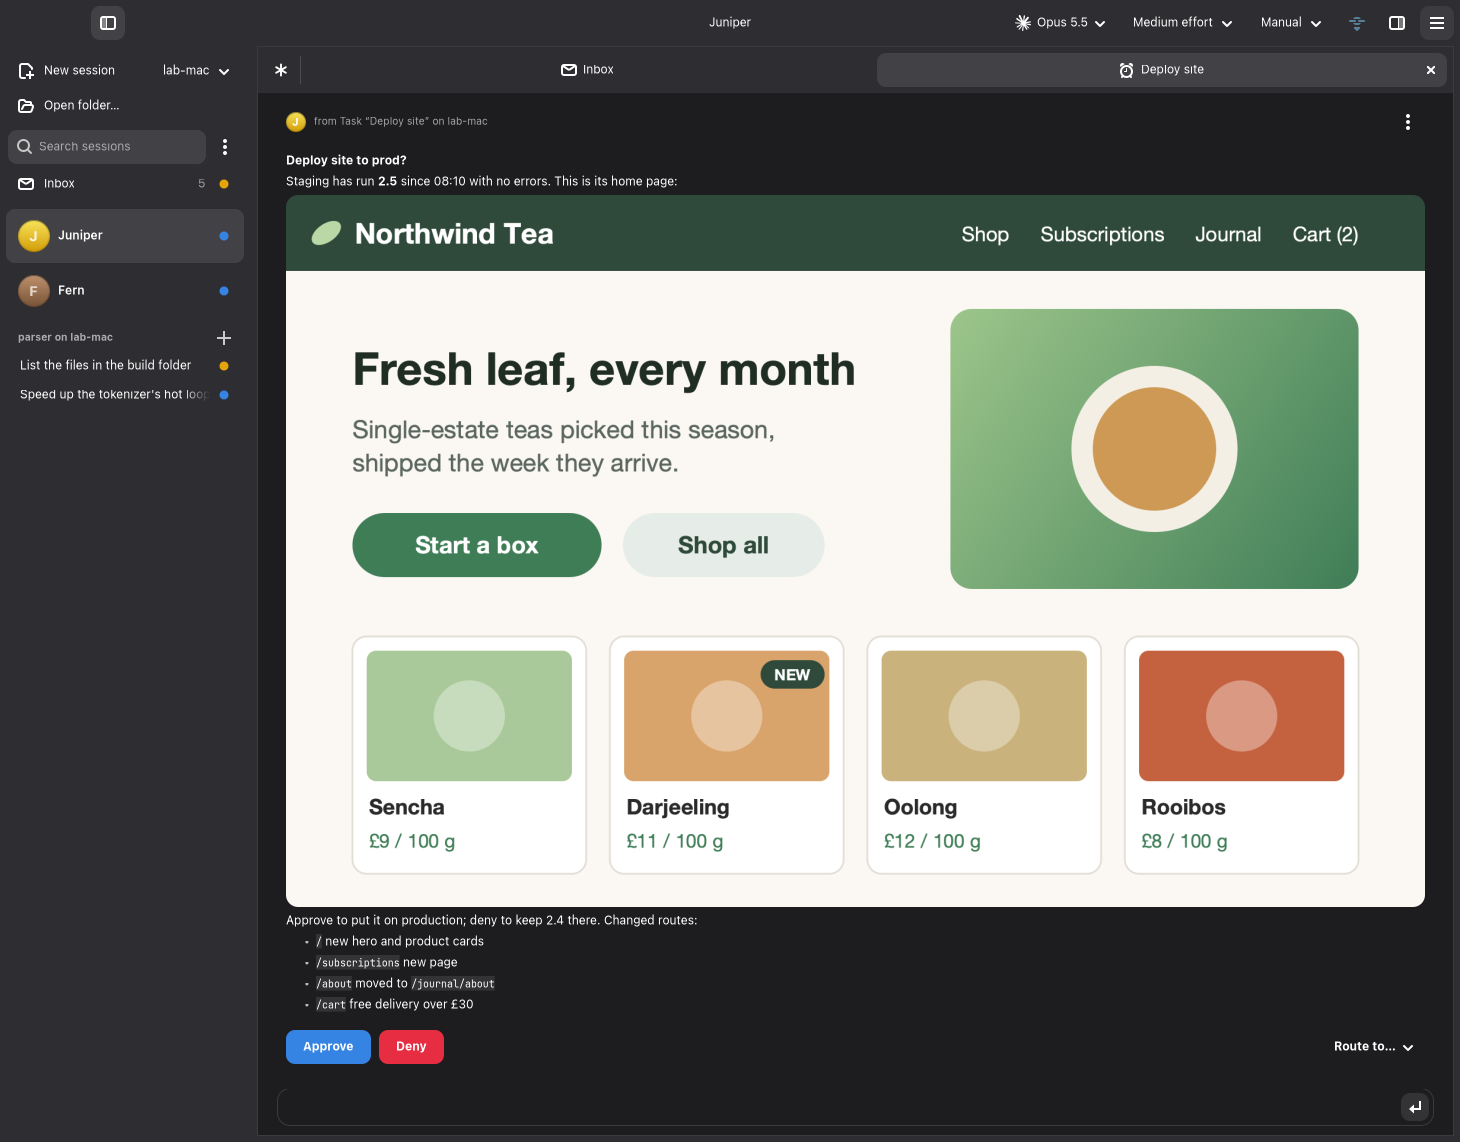 Juniper
Opus 5.5
Medium effort
Manual
New session
lab-mac
Open folder...
Search sessions
Inbox
5
J
Juniper
F
Fern
parser on lab-mac
List the files in the build folder
Speed up the tokenizer's hot loop
Inbox
Deploy site
J
from Task “Deploy site” on lab-mac
Deploy site to prod?
Staging has run 2.5 since 08:10 with no errors. This is its home page:
Northwind Tea
Shop
Subscriptions
Journal
Cart (2)
Fresh leaf, every month
Single-estate teas picked this season,
shipped the week they arrive.
Start a box
Shop all
NEW
Sencha
£9 / 100 g
Darjeeling
£11 / 100 g
Oolong
£12 / 100 g
Rooibos
£8 / 100 g
Approve to put it on production; deny to keep 2.4 there. Changed routes:
- / new hero and product cards
- /subscriptions new page
- /about moved to /journal/about
- /cart free delivery over £30
Approve
Deny
Route to...